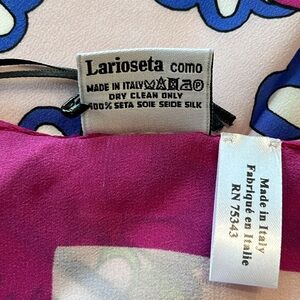 Larioseta como
MADE IN ITALY
DRY CLEAN ONLY
100% SETA SOIE SEIDE SILK
Made in Italy
Fabriqué en Italie
RN 75343